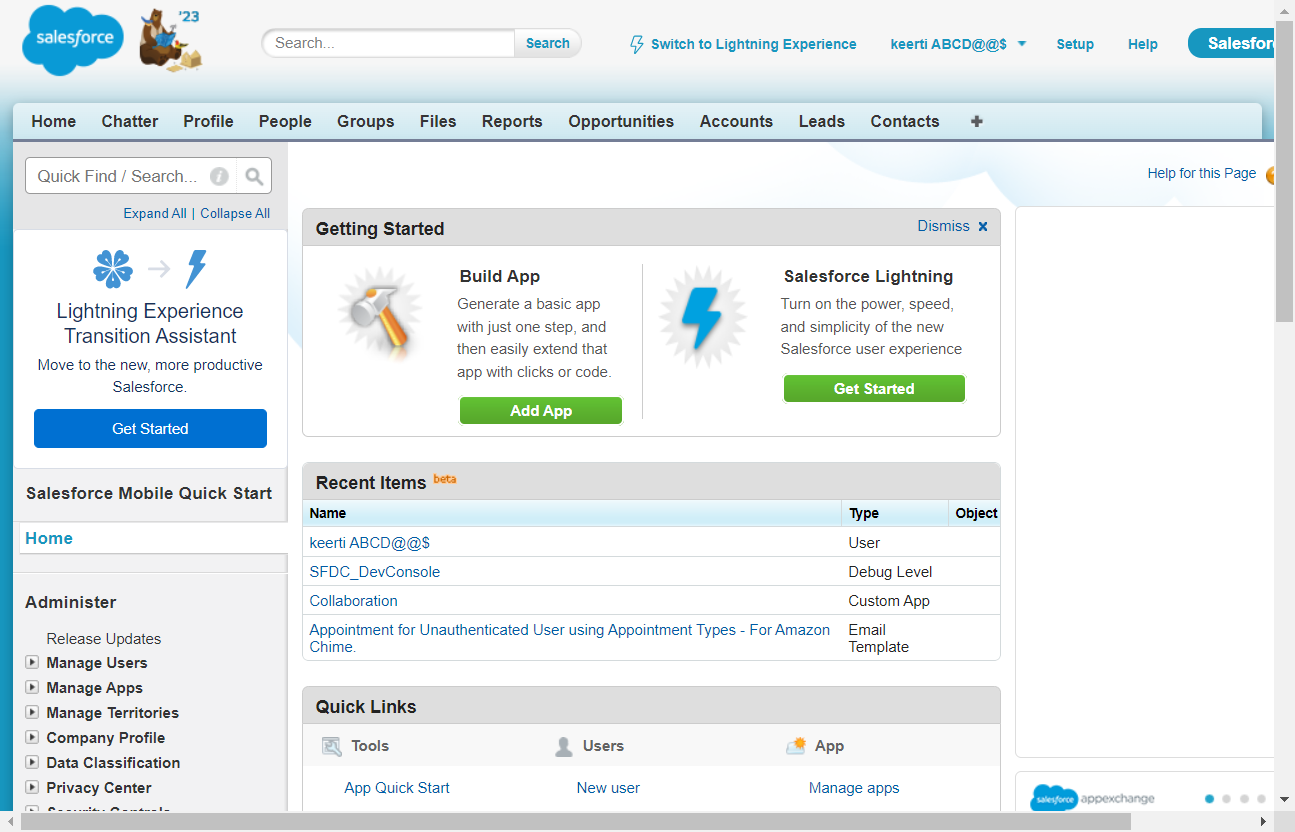 salesforce
'23
Search...
Search
Switch to Lightning Experience
keerti ABCD@@$
Setup
Help
Salesfor
Home
Chatter
Profile
People
Groups
Files
Reports
Opportunities
Accounts
Leads
Contacts
Quick Find / Search...
Expand All | Collapse All
Lightning Experience
Transition Assistant
Move to the new, more productive
Salesforce.
Get Started
Salesforce Mobile Quick Start
Home
Administer
Release Updates
Manage Users
Manage Apps
Manage Territories
Company Profile
Data Classification
Privacy Center
Security Controls
Help for this Page
Getting Started
Dismiss
Build App
Generate a basic app
with just one step, and
then easily extend that
app with clicks or code.
Add App
Salesforce Lightning
Turn on the power, speed,
and simplicity of the new
Salesforce user experience
Get Started
Recent Items beta
Name
Type
Object
keerti ABCD@@$
User
SFDC_DevConsole
Debug Level
Collaboration
Custom App
Appointment for Unauthenticated User using Appointment Types - For Amazon
Chime.
Email
Template
Quick Links
Tools
Users
App
App Quick Start
New user
Manage apps
salesforce appexchange